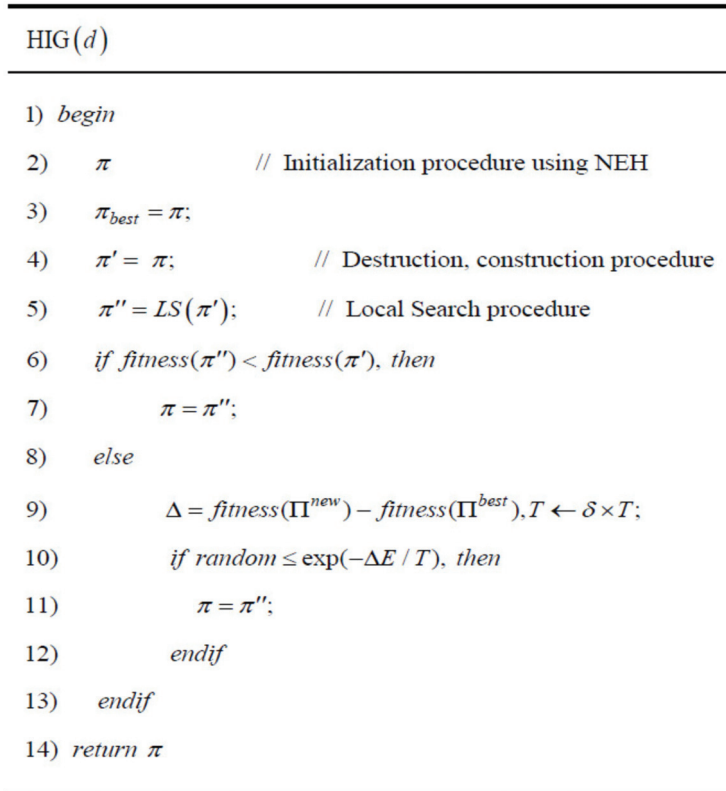 HIG(d)
1) begin
2) π // Initialization procedure using NEH
3) π_best = π;
4) π′ = π; // Destruction, construction procedure
5) π″ = LS(π′); // Local Search procedure
6) if fitness(π″) < fitness(π′), then
7) π = π″;
8) else
9) Δ = fitness(Π^new) − fitness(Π^best), T ← δ × T;
10) if random ≤ exp(−ΔE / T), then
11) π = π″;
12) endif
13) endif
14) return π